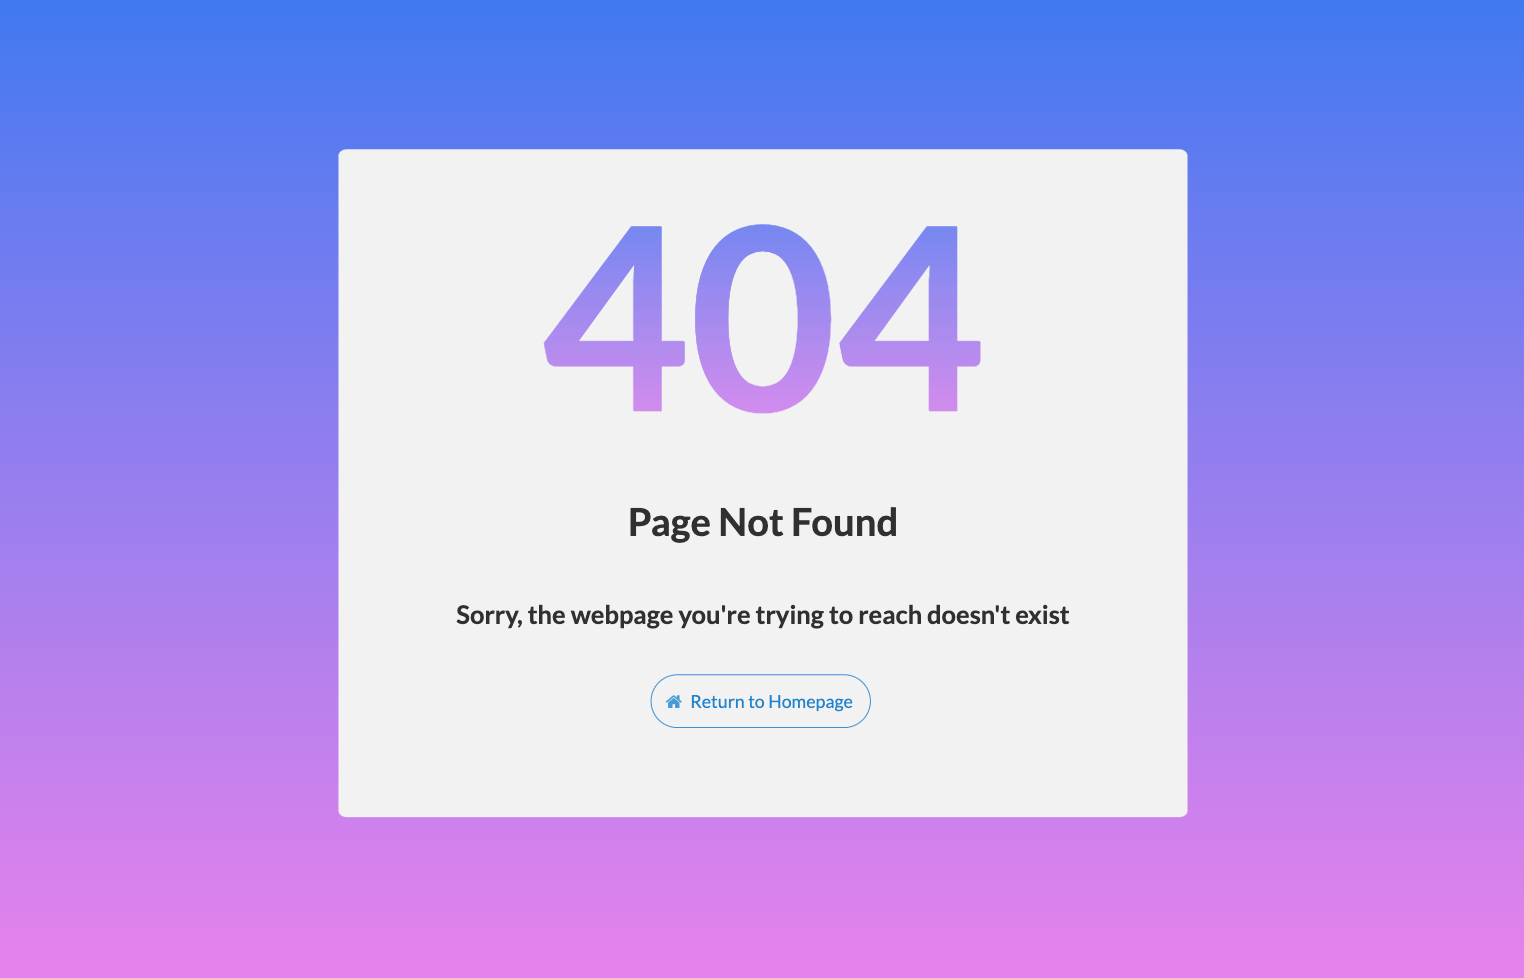 404
Page Not Found
Sorry, the webpage you're trying to reach doesn't exist
Return to Homepage